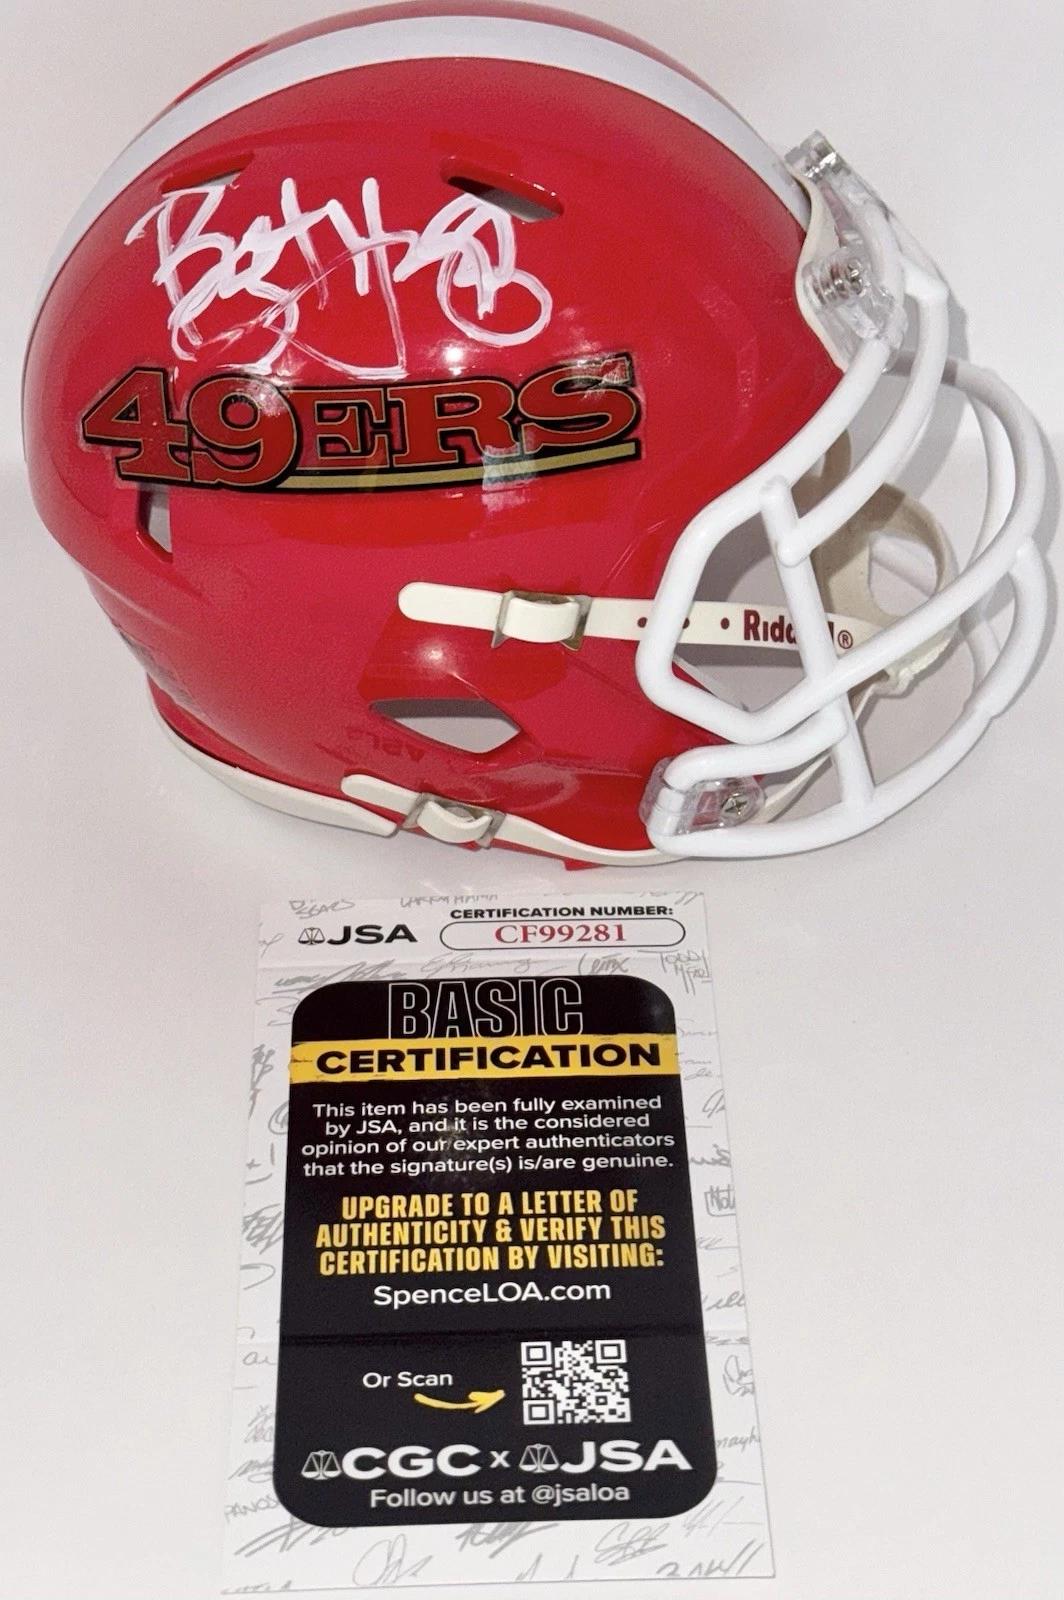 49ERS
JSA
CERTIFICATION NUMBER:
CF99281
BASIC
CERTIFICATION
This item has been fully examined
by JSA, and it is the considered
opinion of our expert authenticators
that the signature(s) is/are genuine.
UPGRADE TO A LETTER OF
AUTHENTICITY & VERIFY THIS
CERTIFICATION BY VISITING:
SpenceLOA.com
Or Scan
CGC x JSA
Follow us at @jsaloa